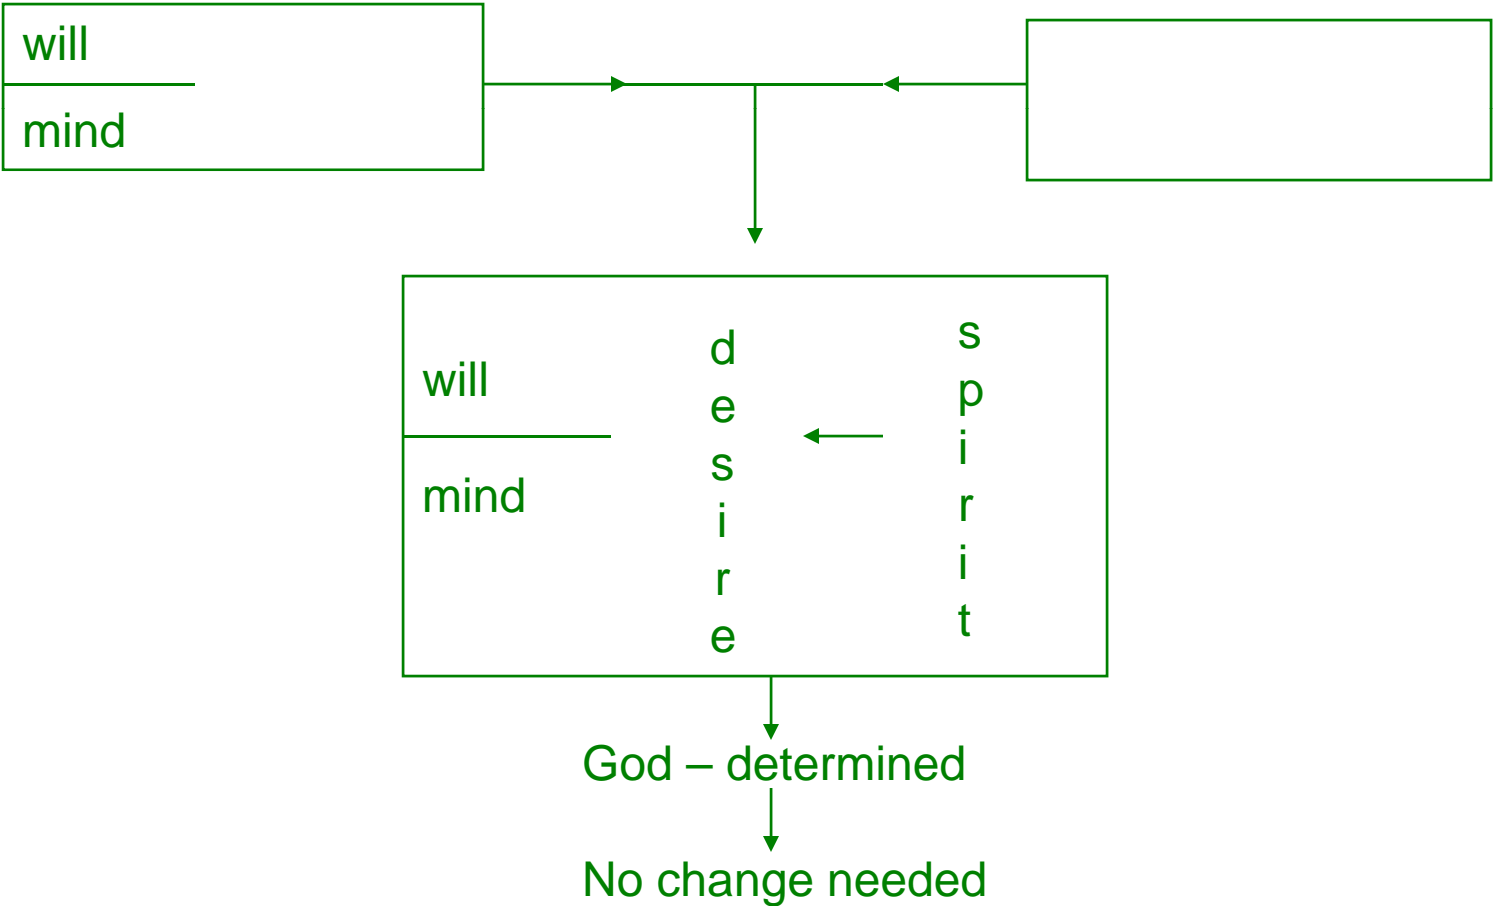 will
mind
will
mind
desire
spirit
God – determined
No change needed